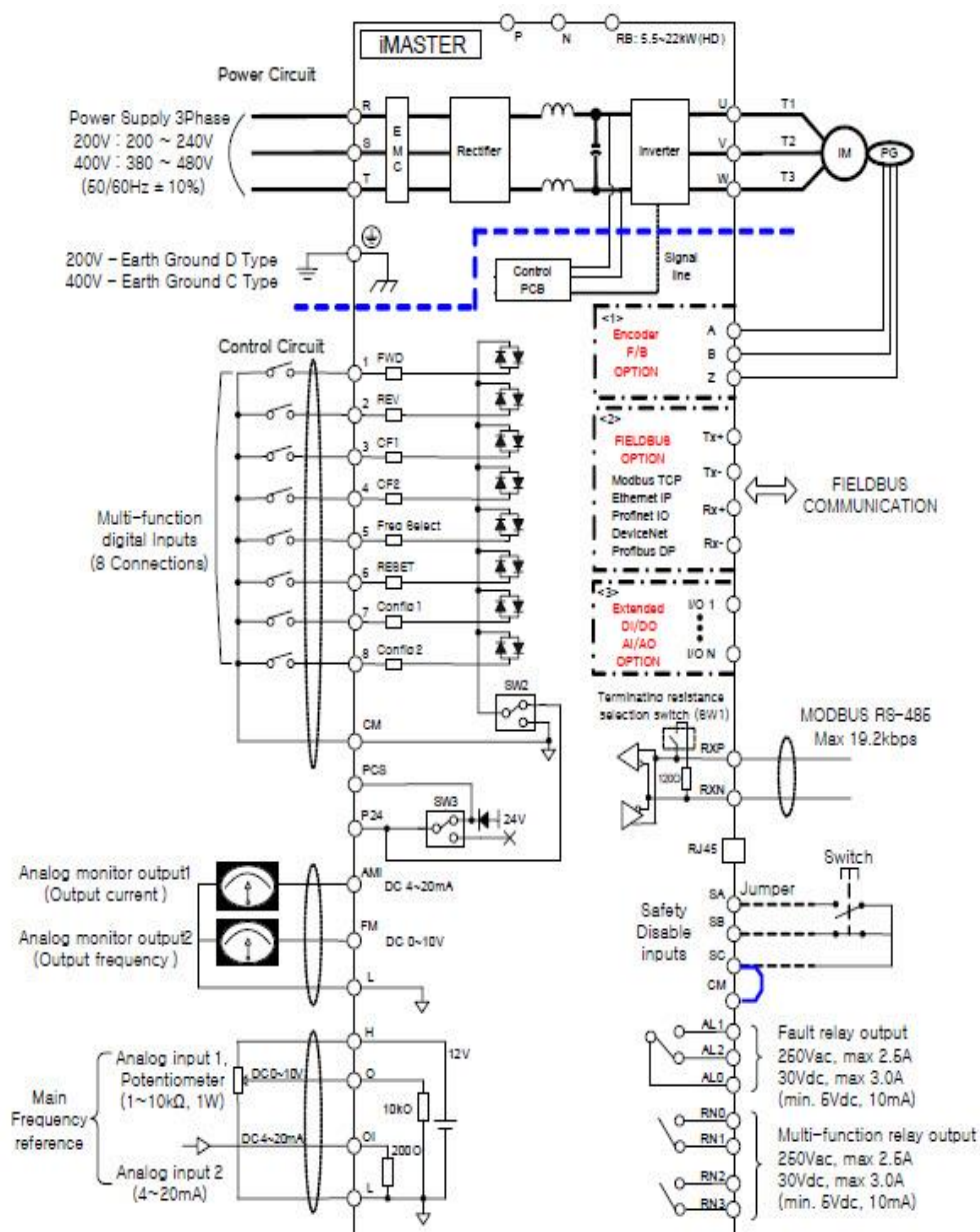 iMASTER
P
N
RB: 5.5~22kW(HD)
Power Circuit
Power Supply 3Phase
200V : 200 ~ 240V
400V : 380 ~ 480V
(50/60Hz ± 10%)
R
S
T
E
M
C
Rectifier
Inverter
U
V
W
T1
T2
T3
IM
PG
200V - Earth Ground D Type
400V - Earth Ground C Type
Control
PCB
Signal
line
<1>
Encoder
F/B
OPTION
A
B
Z
Control Circuit
1
FWD
2
REV
3
CF1
4
CF2
5
Freq Select
6
RESET
7
Config 1
8
Config 2
Multi-function
digital Inputs
(8 Connections)
<2>
FIELDBUS
OPTION
Modbus TCP
Ethernet IP
Profinet IO
DeviceNet
Profibus DP
Tx+
Tx-
Rx+
Rx-
FIELDBUS
COMMUNICATION
<3>
Extended
DI/DO
AI/AO
OPTION
I/O 1
I/O N
SW2
CM
PCS
P24
SW3
24V
Terminating resistance
selection switch (SW1)
120Ω
RXP
RXN
MODBUS RS-485
Max 19.2kbps
RJ45
Analog monitor output1
(Output current)
Analog monitor output2
(Output frequency)
AMI
DC 4~20mA
FM
DC 0~10V
L
Switch
Jumper
SA
SB
SC
CM
Safety
Disable
inputs
Main
Frequency
reference
Analog input 1,
Potentiometer
(1~10kΩ, 1W)
Analog input 2
(4~20mA)
H
DC0~10V
O
12V
10kΩ
DC4~20mA
OI
200Ω
L
AL1
AL2
AL0
Fault relay output
250Vac, max 2.5A
30Vdc, max 3.0A
(min. 5Vdc, 10mA)
RN0
RN1
RN2
RN3
Multi-function relay output
250Vac, max 2.5A
30Vdc, max 3.0A
(min. 5Vdc, 10mA)